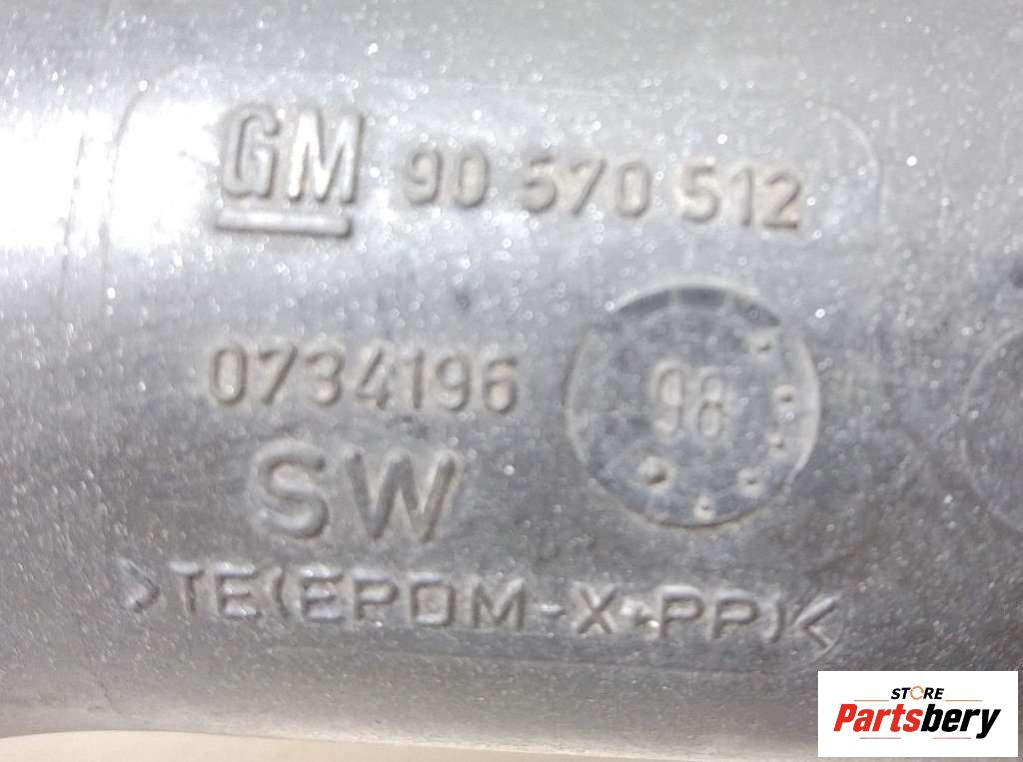 GM 90 570 512
0734196
98
SW
>TE(EPDM-X+PP)<
STORE
Partsbery